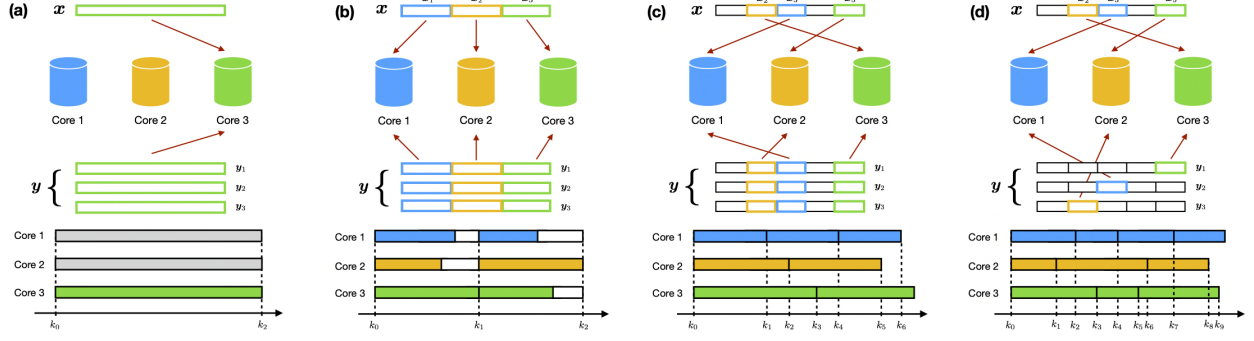 (a)
x
Core 1 Core 2 Core 3
y {
y₁
y₂
y₃
Core 1
Core 2
Core 3
k₀ k₂
(b)
x
Core 1 Core 2 Core 3
y {
y₁
y₂
y₃
Core 1
Core 2
Core 3
k₀ k₁ k₂
(c)
x
Core 1 Core 2 Core 3
y {
y₁
y₂
y₃
Core 1
Core 2
Core 3
k₀ k₁ k₂ k₃ k₄ k₅ k₆
(d)
x
Core 1 Core 2 Core 3
y {
y₁
y₂
y₃
Core 1
Core 2
Core 3
k₀ k₁ k₂ k₃ k₄ k₅ k₆ k₇ k₈ k₉